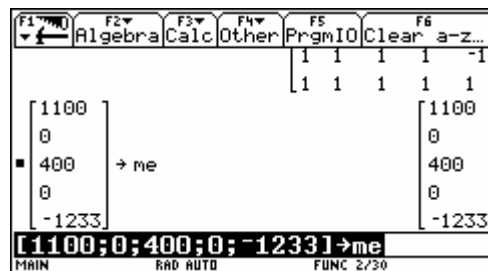 F1 F2 F3 F4 F5 F6
Algebra Calc Other PrgmIO Clear a-z…
1 1 1 1 -1
1 1 1 1 1
1100 1100
0 0
400 → me 400
0 0
-1233 -1233
[1100;0;400;0;-1233]→me
MAIN RAD AUTO FUNC 2/30